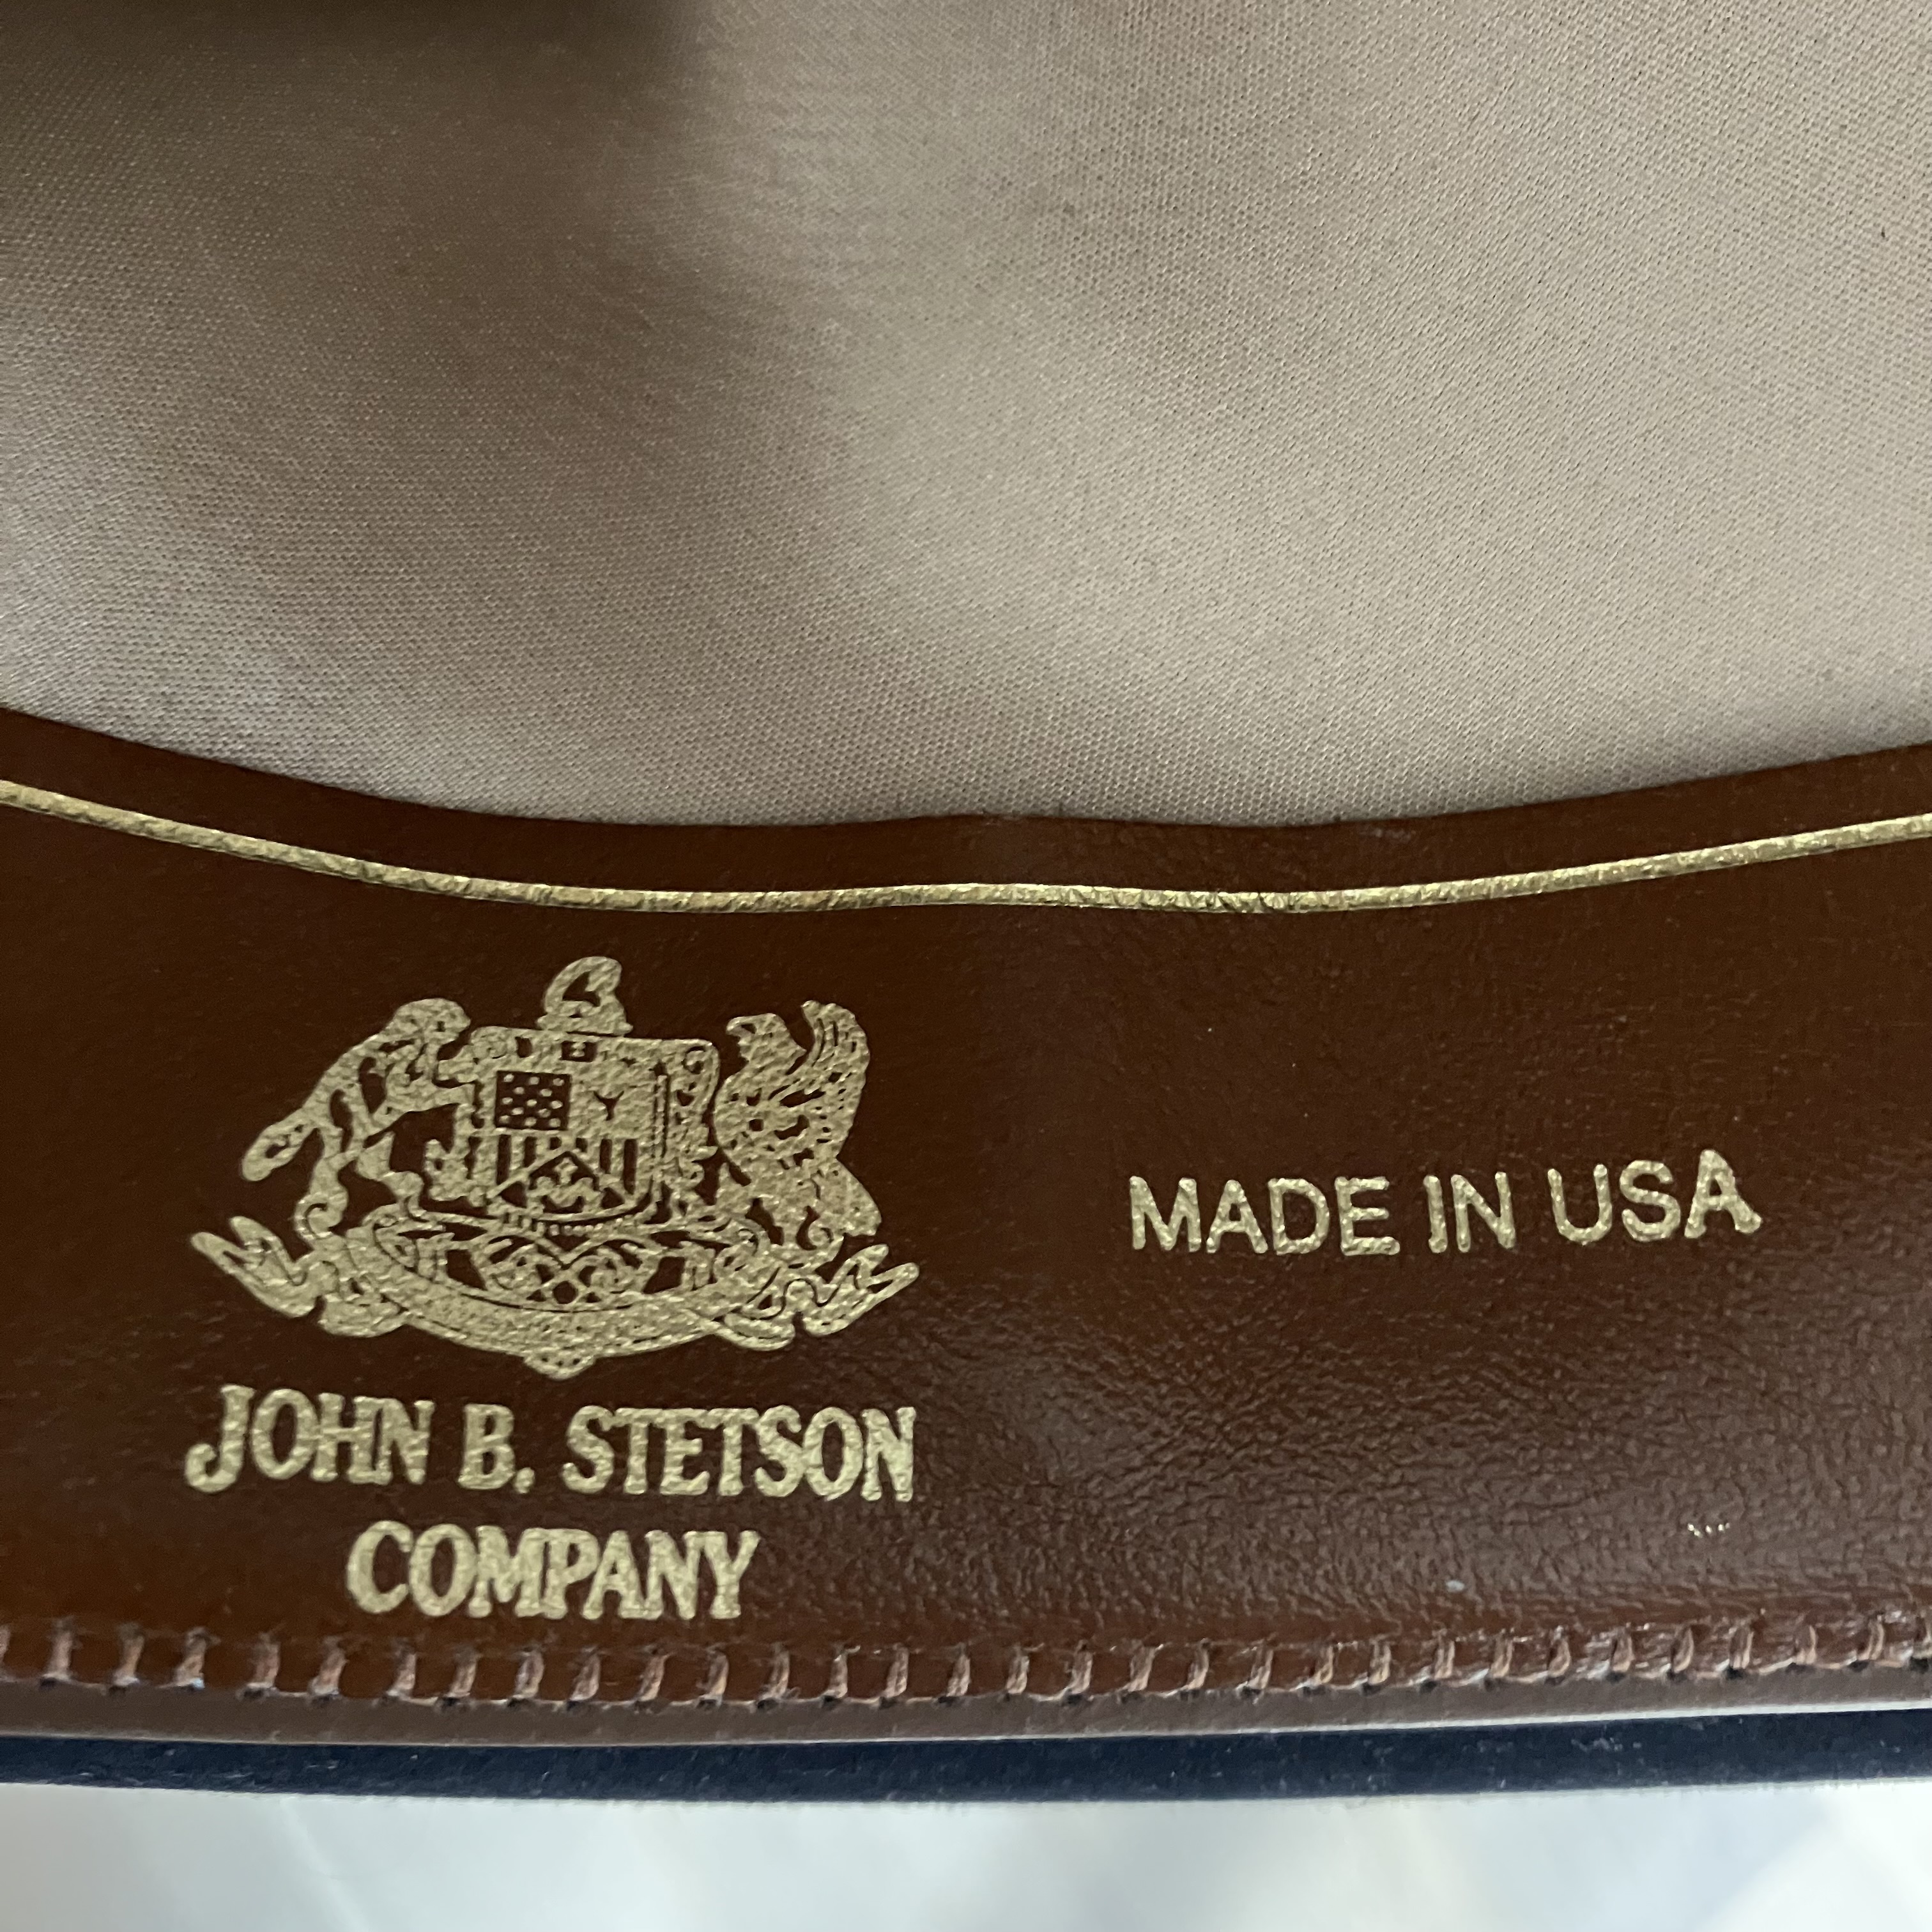 JOHN B. STETSON
COMPANY
MADE IN USA